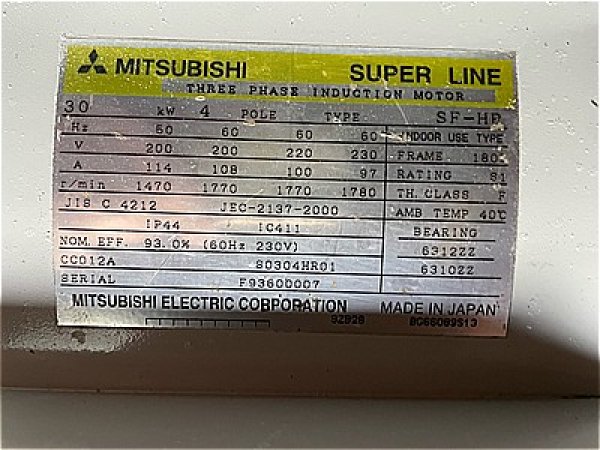 MITSUBISHI SUPER LINE
THREE PHASE INDUCTION MOTOR
30 kW 4 POLE TYPE SF-HR
Hz 50 60 60 60 INDOOR USE TYPE
V 200 200 220 230 FRAME 180
A 114 108 100 97 RATING S1
r/min 1470 1770 1770 1780 TH. CLASS F
JIS C 4212 JEC-2137-2000 AMB TEMP 40℃
IP44 IC411 BEARING
NOM. EFF. 93.0% (60Hz 230V) 6312ZZ
CC012A 80304HR01 6310ZZ
SERIAL F93600007
MITSUBISHI ELECTRIC CORPORATION MADE IN JAPAN